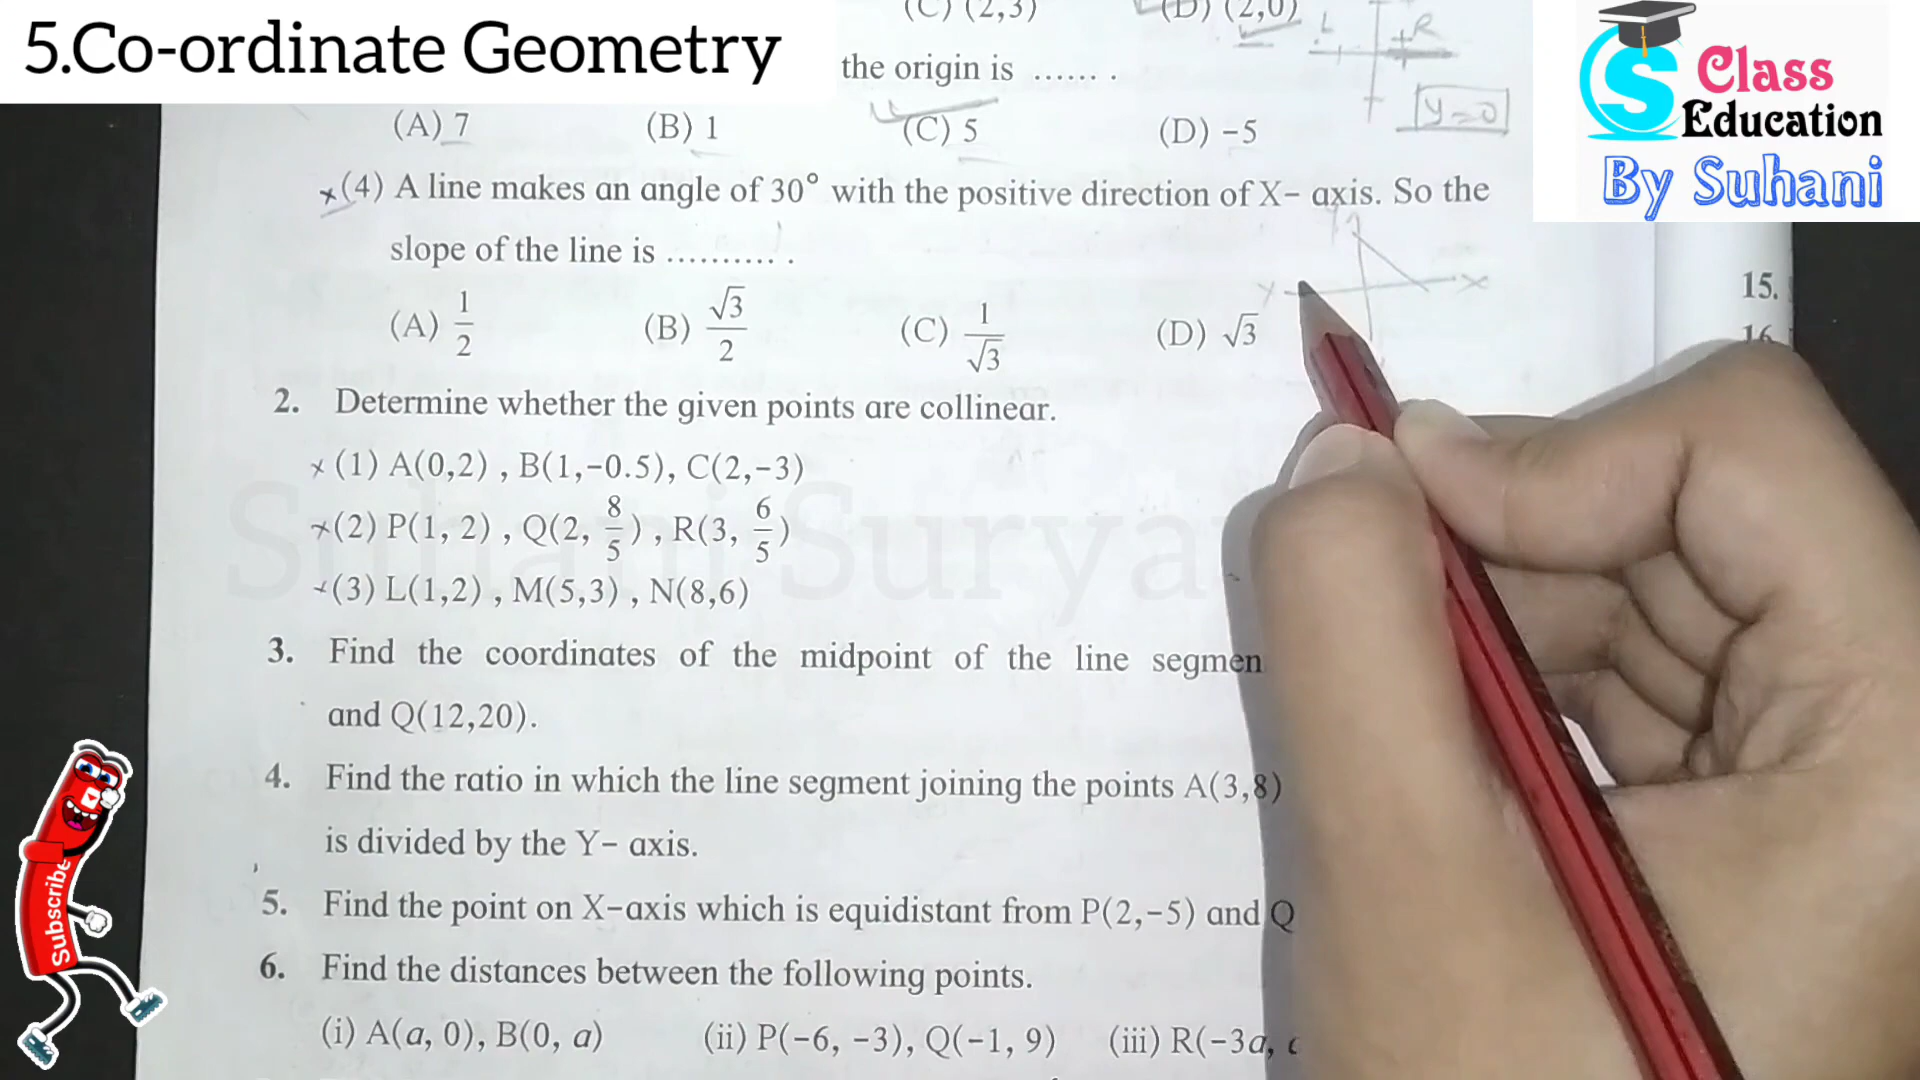 5.Co-ordinate Geometry
(C) (2,3) (D) (2,0)
L R
the origin is ...... .
y=0
(A) 7 (B) 1 (C) 5 (D) −5
Class
Education
By Suhani
(4) A line makes an angle of 30° with the positive direction of X− axis. So the
slope of the line is ........... .
(A) 1/2 (B) √3/2 (C) 1/√3 (D) √3
15.
16.
2. Determine whether the given points are collinear.
(1) A(0,2) , B(1,−0.5), C(2,−3)
(2) P(1, 2) , Q(2, 8/5) , R(3, 6/5)
(3) L(1,2) , M(5,3) , N(8,6)
3. Find the coordinates of the midpoint of the line segmen
and Q(12,20).
4. Find the ratio in which the line segment joining the points A(3,8)
is divided by the Y− axis.
5. Find the point on X−axis which is equidistant from P(2,−5) and Q
6. Find the distances between the following points.
(i) A(a, 0), B(0, a) (ii) P(−6, −3), Q(−1, 9) (iii) R(−3a,
Subscribe